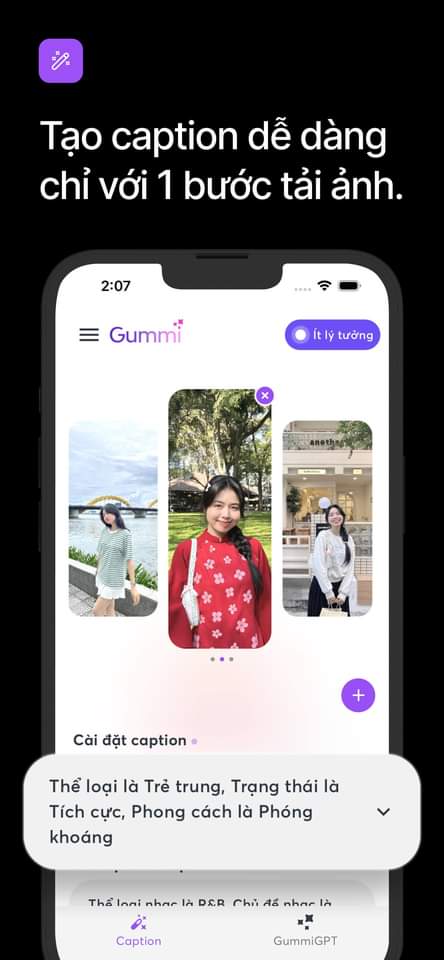 Tạo caption dễ dàng
chỉ với 1 bước tải ảnh.
2:07
Gummi
Ít lý tưởng
anothe
Cài đặt caption
Thể loại là Trẻ trung, Trạng thái là
Tích cực, Phong cách là Phóng
khoáng
Thể loại nhạc là R&B, Chủ đề nhạc là
Caption
GummiGPT